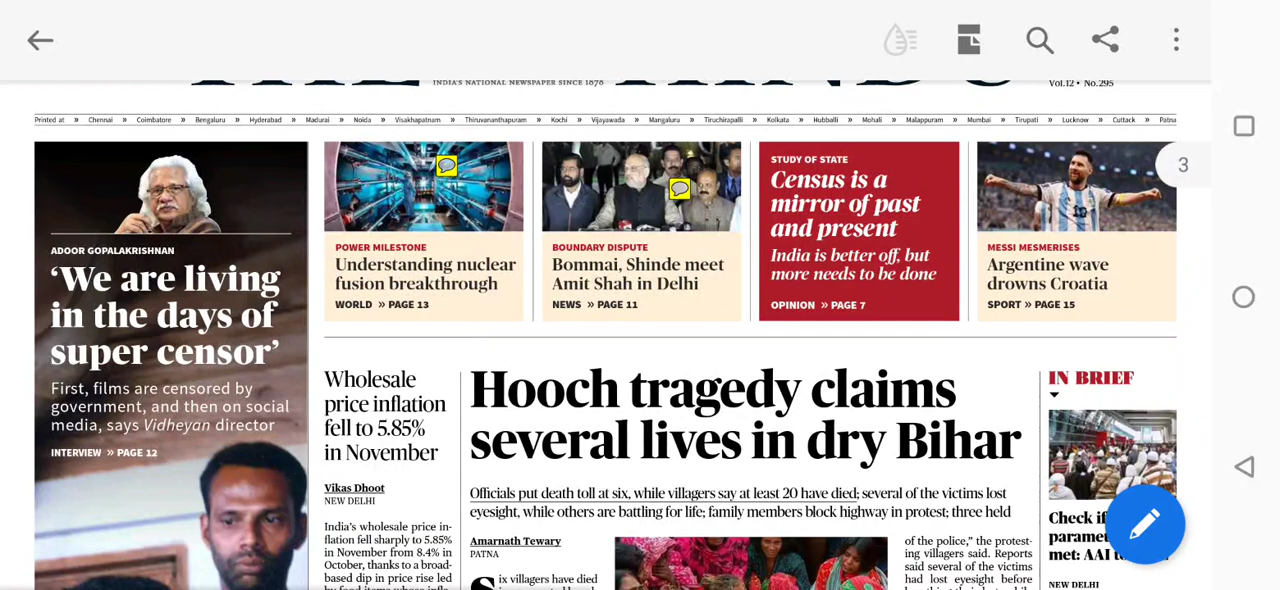 INDIA'S NATIONAL NEWSPAPER SINCE 1878
Vol.12 • No.295
Printed at » Chennai » Coimbatore » Bengaluru » Hyderabad » Madurai » Noida » Visakhapatnam » Thiruvananthapuram » Kochi » Vijayawada » Mangaluru » Tiruchirapalli » Kolkata » Hubballi » Mohali » Malappuram » Mumbai » Tirupati » Lucknow » Cuttack » Patna
3
ADOOR GOPALAKRISHNAN
‘We are living
in the days of
super censor’
First, films are censored by
government, and then on social
media, says Vidheyan director
INTERVIEW » PAGE 12
POWER MILESTONE
Understanding nuclear
fusion breakthrough
WORLD » PAGE 13
BOUNDARY DISPUTE
Bommai, Shinde meet
Amit Shah in Delhi
NEWS » PAGE 11
STUDY OF STATE
Census is a
mirror of past
and present
India is better off, but
more needs to be done
OPINION » PAGE 7
MESSI MESMERISES
Argentine wave
drowns Croatia
SPORT » PAGE 15
Wholesale
price inflation
fell to 5.85%
in November
Vikas Dhoot
NEW DELHI
India's wholesale price in-
flation fell sharply to 5.85%
in November from 8.4% in
October, thanks to a broad-
based dip in price rise led
Hooch tragedy claims
several lives in dry Bihar
Officials put death toll at six, while villagers say at least 20 have died; several of the victims lost
eyesight, while others are battling for life; family members block highway in protest; three held
Amarnath Tewary
PATNA
Six villagers have died
of the police,” the protest-
ing villagers said. Reports
said several of the victims
had lost eyesight before
IN BRIEF
Check if
paramet
met: AAI
NEW DELHI